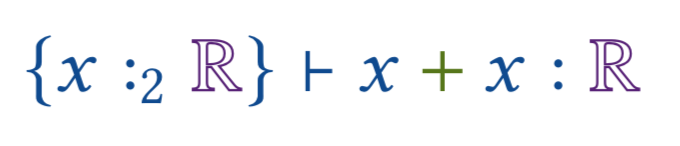 {x :₂ ℝ} ⊢ x + x : ℝ